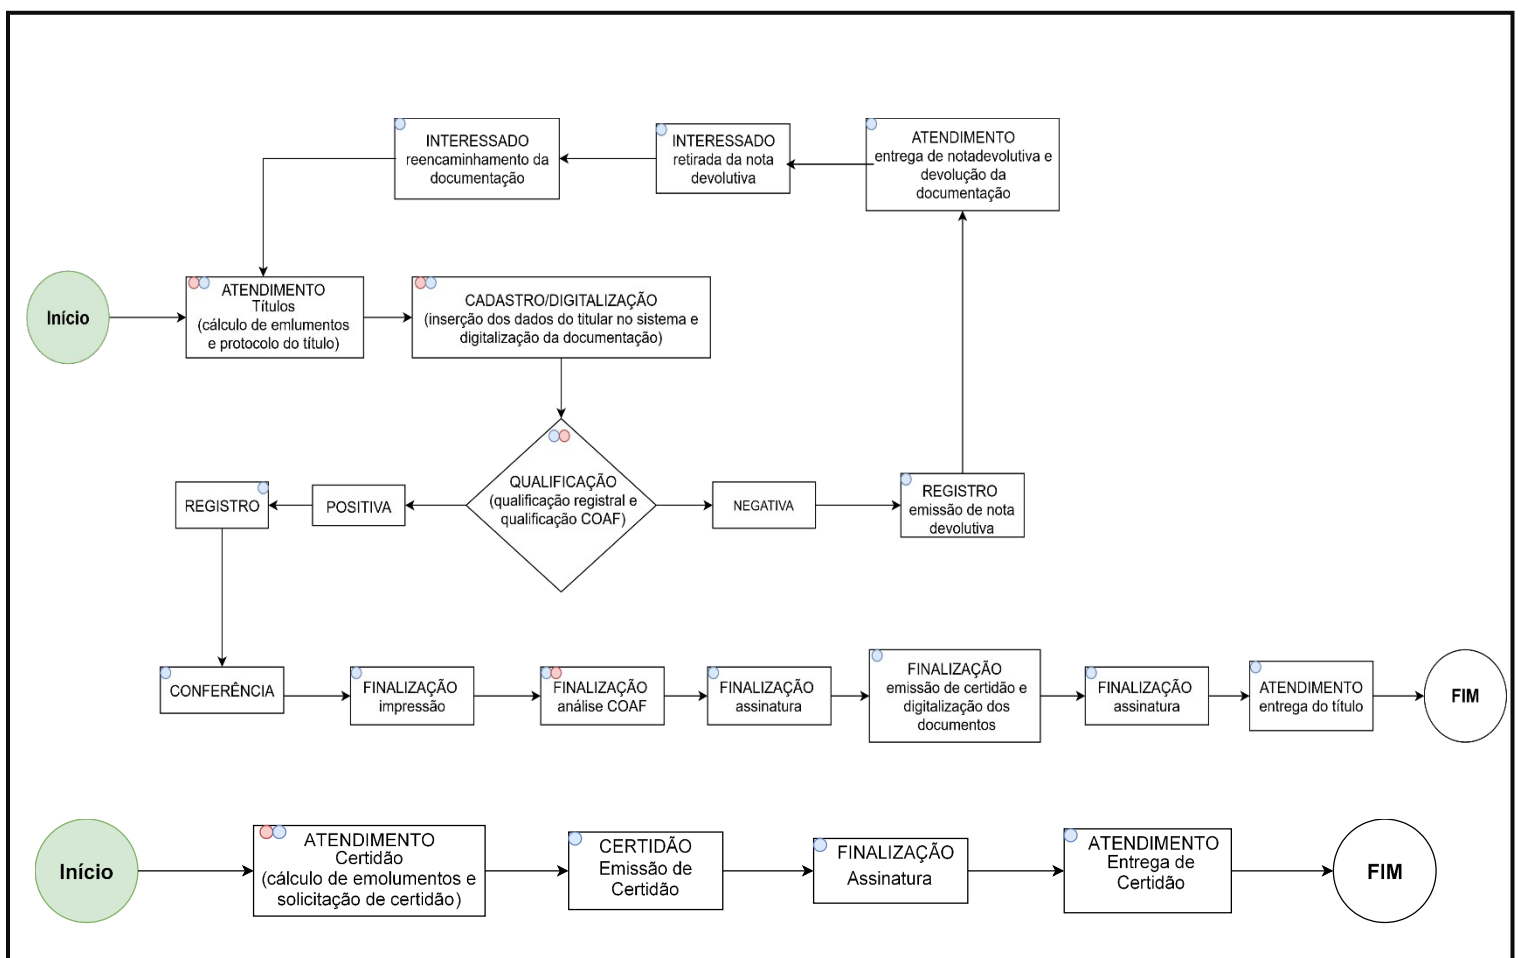 INTERESSADO
reencaminhamento da
documentação
INTERESSADO
retirada da nota
devolutiva
ATENDIMENTO
entrega de notadevolutiva e
devolução da
documentação
Início
ATENDIMENTO
Títulos
(cálculo de emlumentos
e protocolo do título)
CADASTRO/DIGITALIZAÇÃO
(inserção dos dados do titular no sistema e
digitalização da documentação)
QUALIFICAÇÃO
(qualificação registral e
qualificação COAF)
REGISTRO
POSITIVA
NEGATIVA
REGISTRO
emissão de nota
devolutiva
CONFERÊNCIA
FINALIZAÇÃO
impressão
FINALIZAÇÃO
análise COAF
FINALIZAÇÃO
assinatura
FINALIZAÇÃO
emissão de certidão e
digitalização dos
documentos
FINALIZAÇÃO
assinatura
ATENDIMENTO
entrega do título
FIM
Início
ATENDIMENTO
Certidão
(cálculo de emolumentos e
solicitação de certidão)
CERTIDÃO
Emissão de
Certidão
FINALIZAÇÃO
Assinatura
ATENDIMENTO
Entrega de
Certidão
FIM